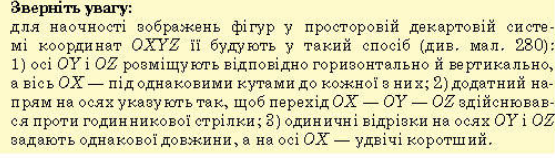 Зверніть увагу:
для наочності зображень фігур у просторовій декартовій систе-
мі координат OXYZ її будують у такий спосіб (див. мал. 280):
1) осі OY і OZ розміщують відповідно горизонтально й вертикально,
а вісь OX — під однаковими кутами до кожної з них; 2) додатний на-
прям на осях указують так, щоб перехід OX — OY — OZ здійснював-
ся проти годинникової стрілки; 3) одиничні відрізки на осях OY і OZ
задають однакової довжини, а на осі OX — удвічі коротший.